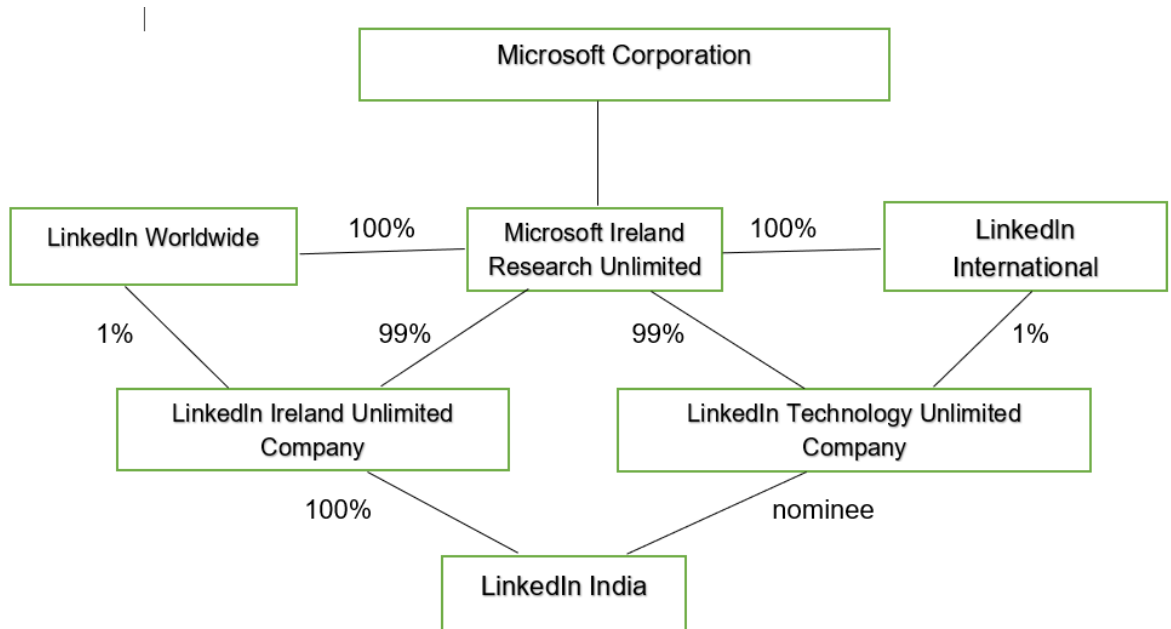 Microsoft Corporation
LinkedIn Worldwide
100%
Microsoft Ireland
Research Unlimited
100%
LinkedIn
International
1%
99%
99%
1%
LinkedIn Ireland Unlimited
Company
LinkedIn Technology Unlimited
Company
100%
nominee
LinkedIn India